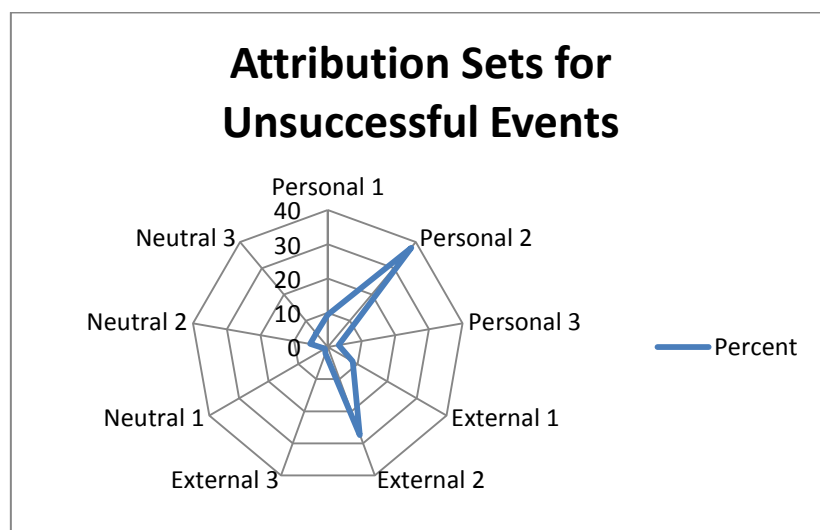 Attribution Sets for
Unsuccessful Events
Personal 1
Personal 2
Personal 3
External 1
External 2
External 3
Neutral 1
Neutral 2
Neutral 3
40
30
20
10
0
Percent